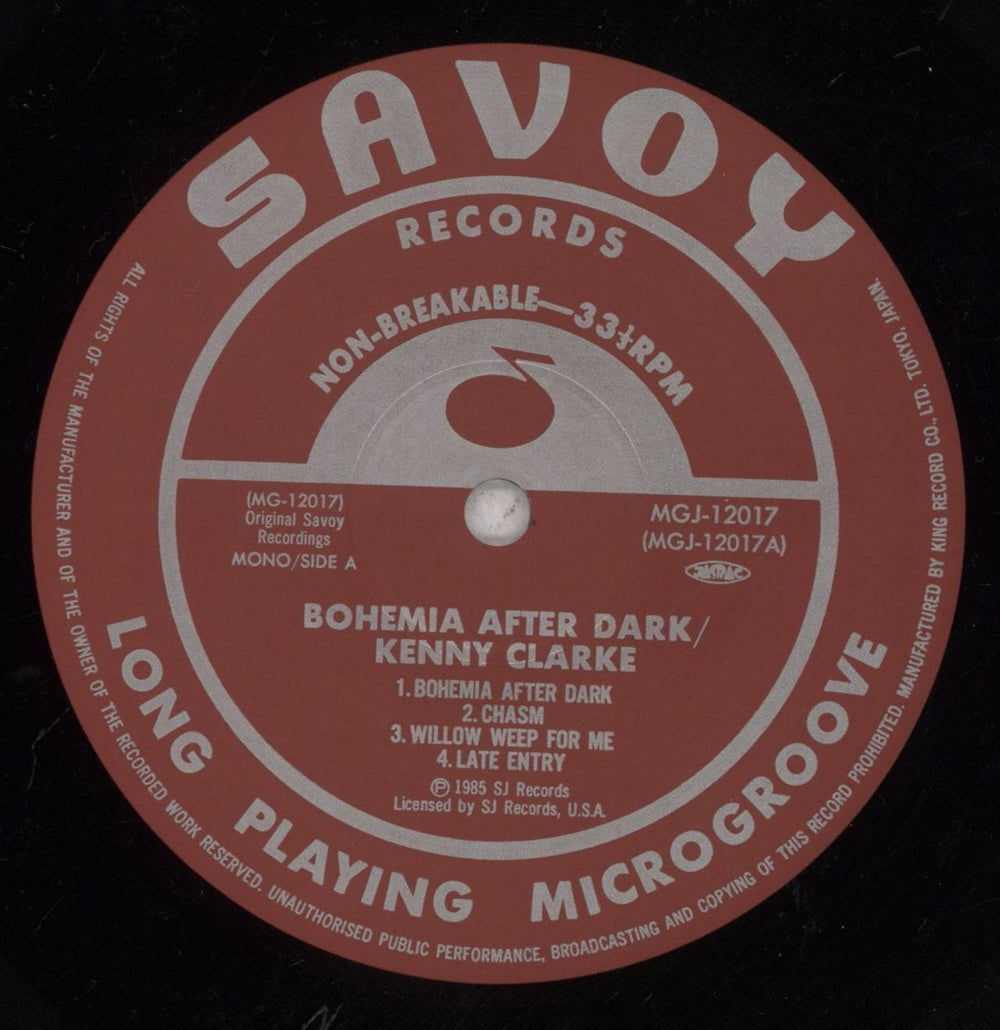 SAVOY
RECORDS
NON-BREAKABLE—33⅓RPM
(MG-12017)
Original Savoy
Recordings
MONO/SIDE A
MGJ-12017
(MGJ-12017A)
JASRAC
BOHEMIA AFTER DARK/
KENNY CLARKE
1. BOHEMIA AFTER DARK
2. CHASM
3. WILLOW WEEP FOR ME
4. LATE ENTRY
Ⓟ 1985 SJ Records
Licensed by SJ Records, U.S.A.
LONG PLAYING MICROGROOVE
ALL RIGHTS OF THE MANUFACTURER AND OF THE OWNER OF THE RECORDED WORK RESERVED. UNAUTHORISED PUBLIC PERFORMANCE, BROADCASTING AND COPYING OF THIS RECORD PROHIBITED. MANUFACTURED BY KING RECORD CO., LTD. TOKYO, JAPAN.